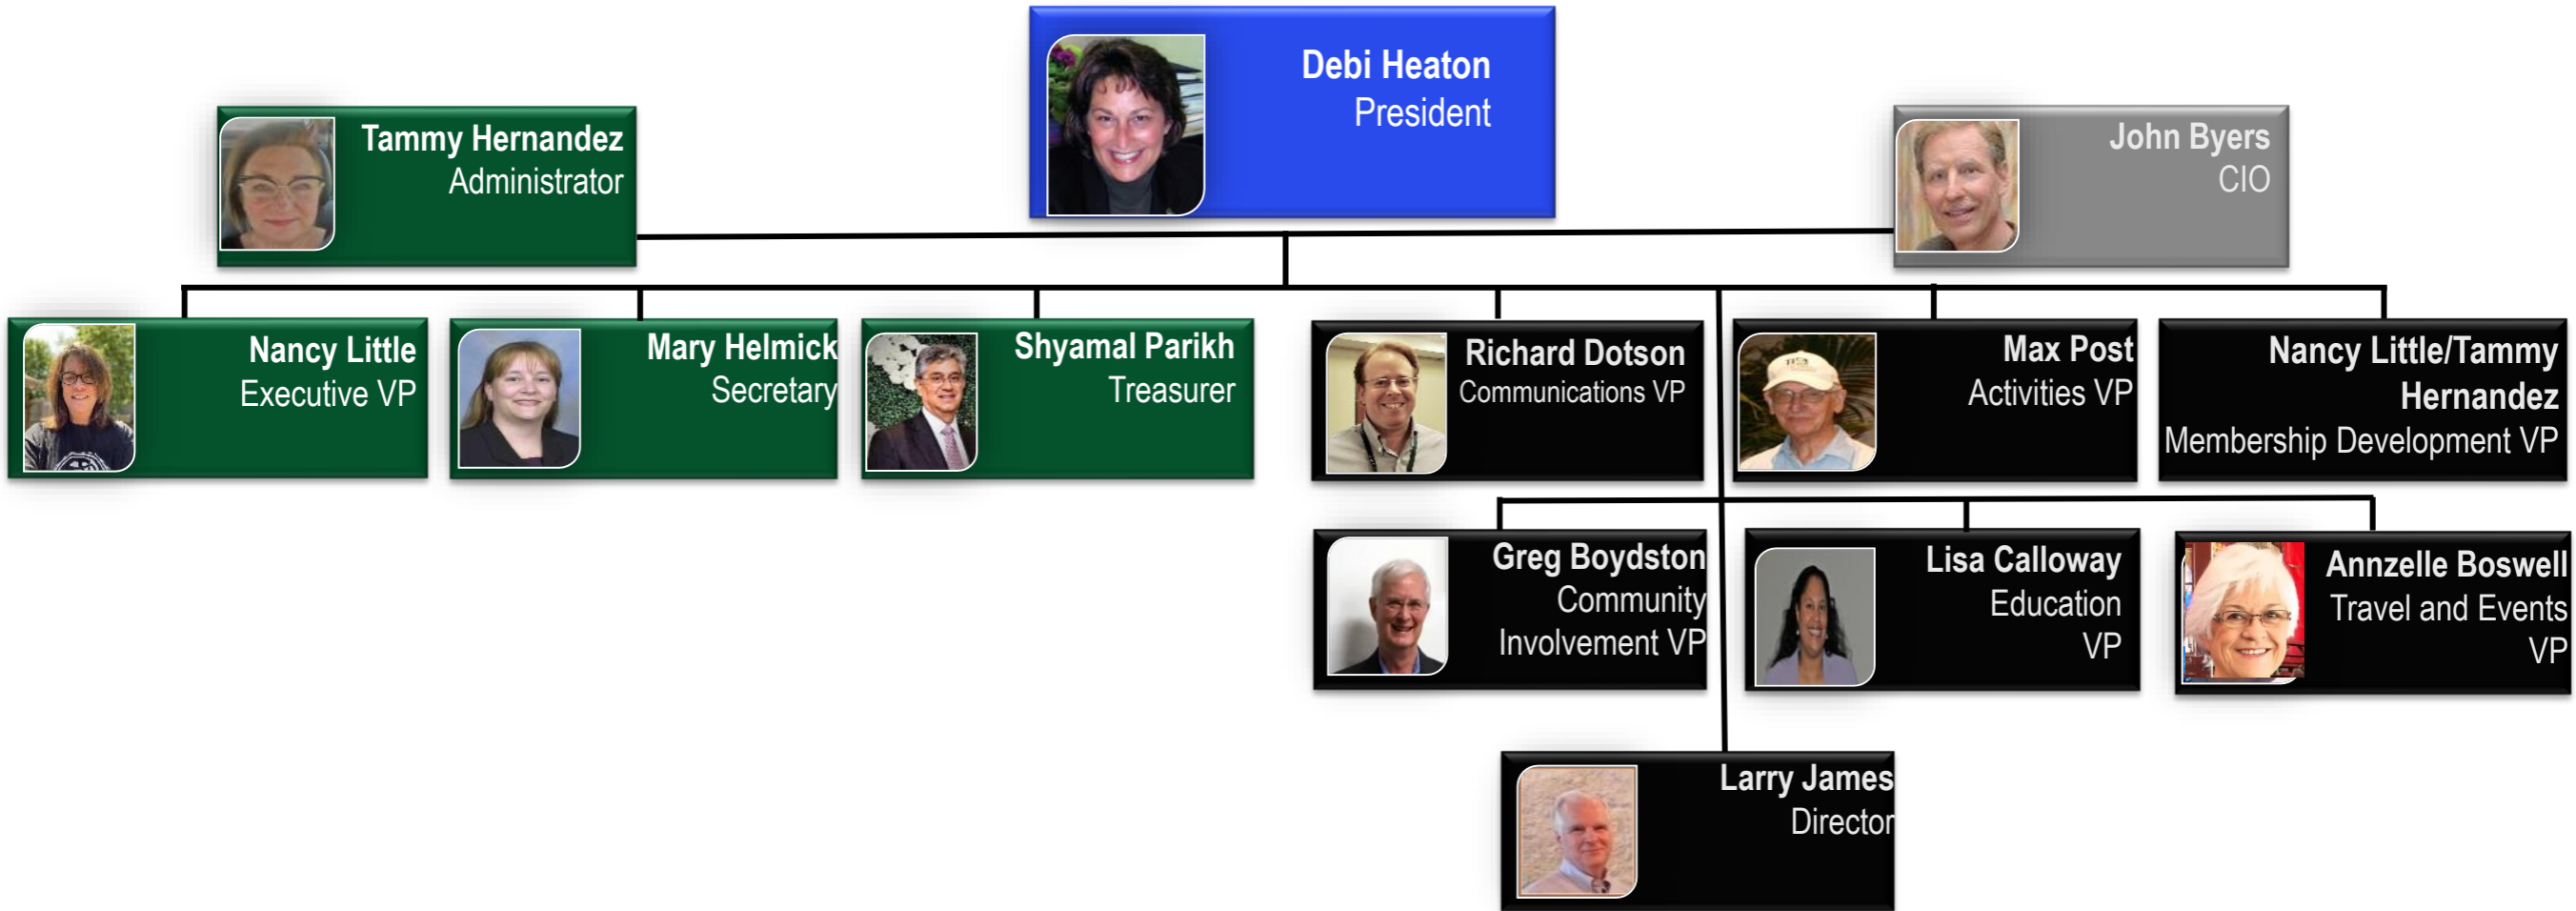 Debi Heaton
President
Tammy Hernandez
Administrator
John Byers
CIO
Nancy Little
Executive VP
Mary Helmick
Secretary
Shyamal Parikh
Treasurer
Richard Dotson
Communications VP
Max Post
Activities VP
Nancy Little/Tammy
Hernandez
Membership Development VP
Greg Boydston
Community
Involvement VP
Lisa Calloway
Education
VP
Annzelle Boswell
Travel and Events
VP
Larry James
Director